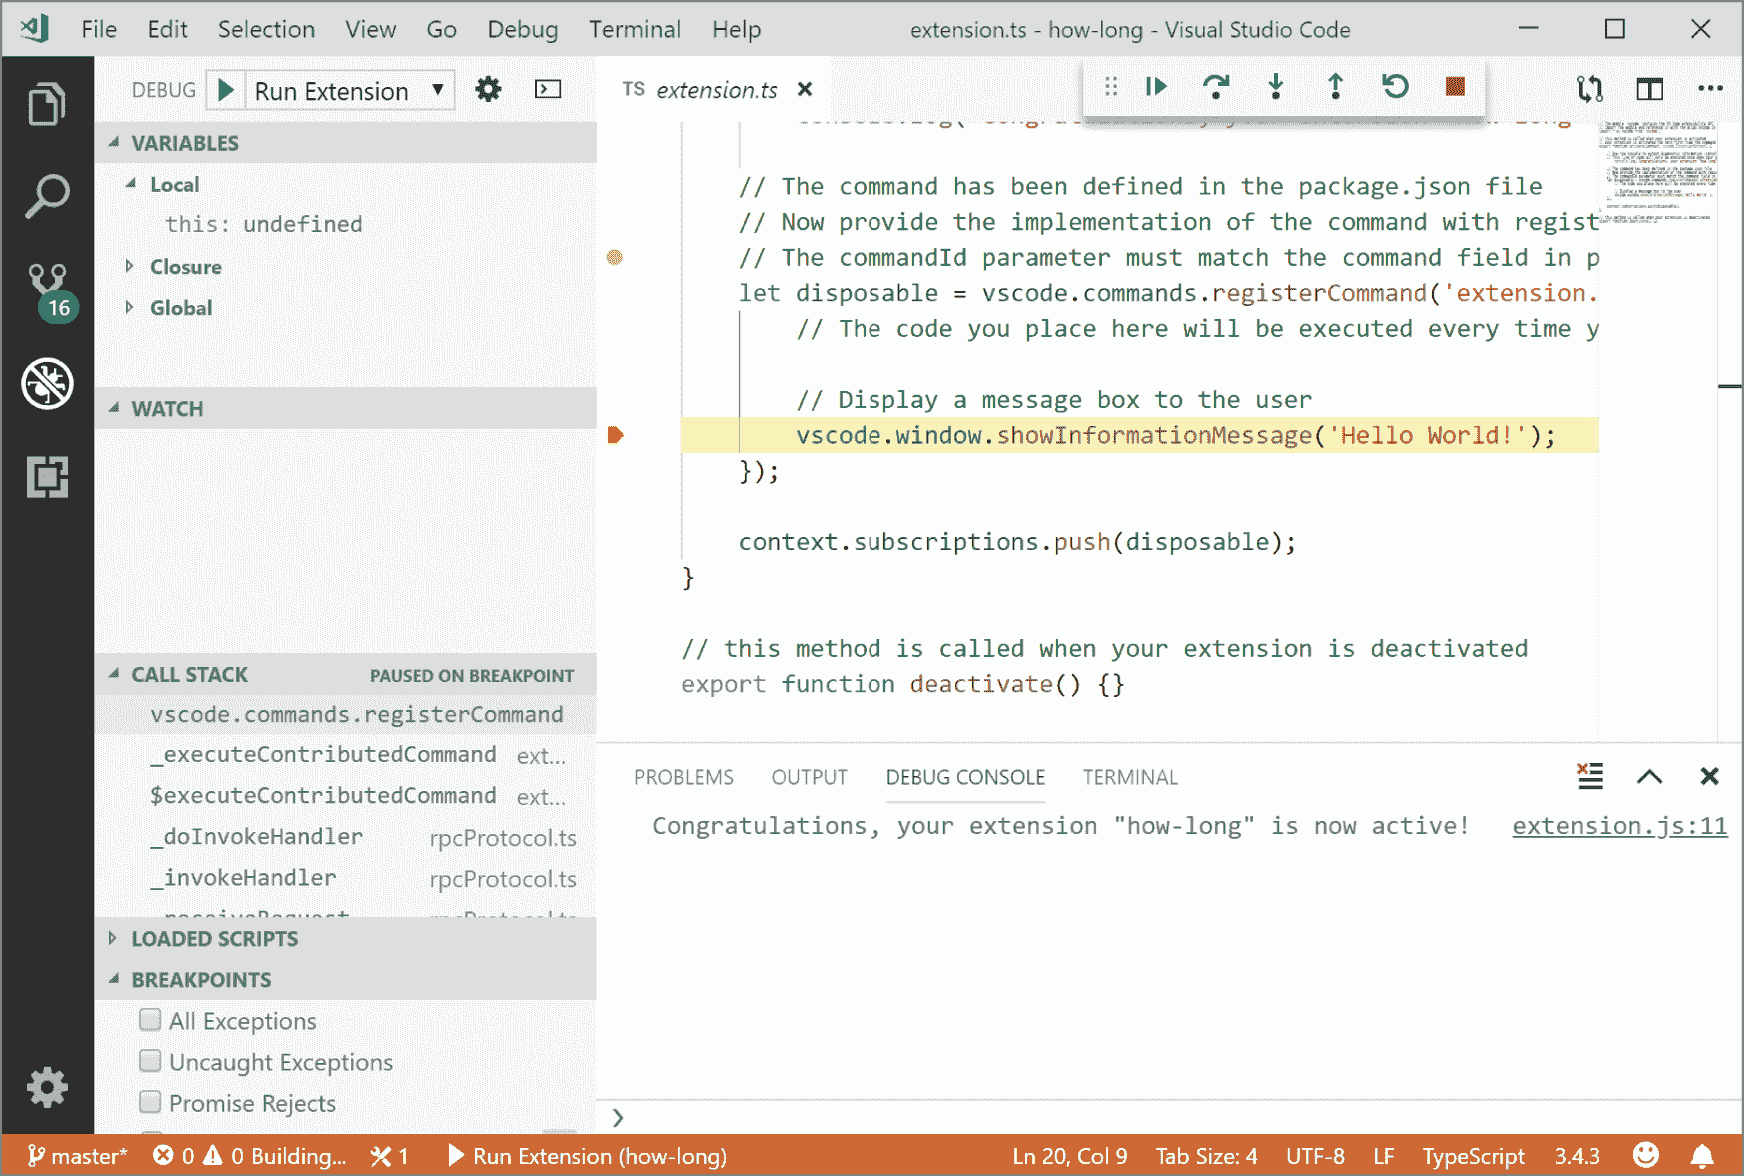 File Edit Selection View Go Debug Terminal Help
extension.ts - how-long - Visual Studio Code
DEBUG Run Extension
VARIABLES
Local
this: undefined
Closure
Global
16
WATCH
CALL STACK PAUSED ON BREAKPOINT
vscode.commands.registerCommand
_executeContributedCommand ext...
$executeContributedCommand ext...
_doInvokeHandler rpcProtocol.ts
_invokeHandler rpcProtocol.ts
LOADED SCRIPTS
BREAKPOINTS
All Exceptions
Uncaught Exceptions
Promise Rejects
TS extension.ts
// The command has been defined in the package.json file
// Now provide the implementation of the command with regist
// The commandId parameter must match the command field in p
let disposable = vscode.commands.registerCommand('extension.
// The code you place here will be executed every time y
// Display a message box to the user
vscode.window.showInformationMessage('Hello World!');
});
context.subscriptions.push(disposable);
}
// this method is called when your extension is deactivated
export function deactivate() {}
PROBLEMS OUTPUT DEBUG CONSOLE TERMINAL
Congratulations, your extension "how-long" is now active! extension.js:11
master* 0 0 Building... 1 Run Extension (how-long) Ln 20, Col 9 Tab Size: 4 UTF-8 LF TypeScript 3.4.3